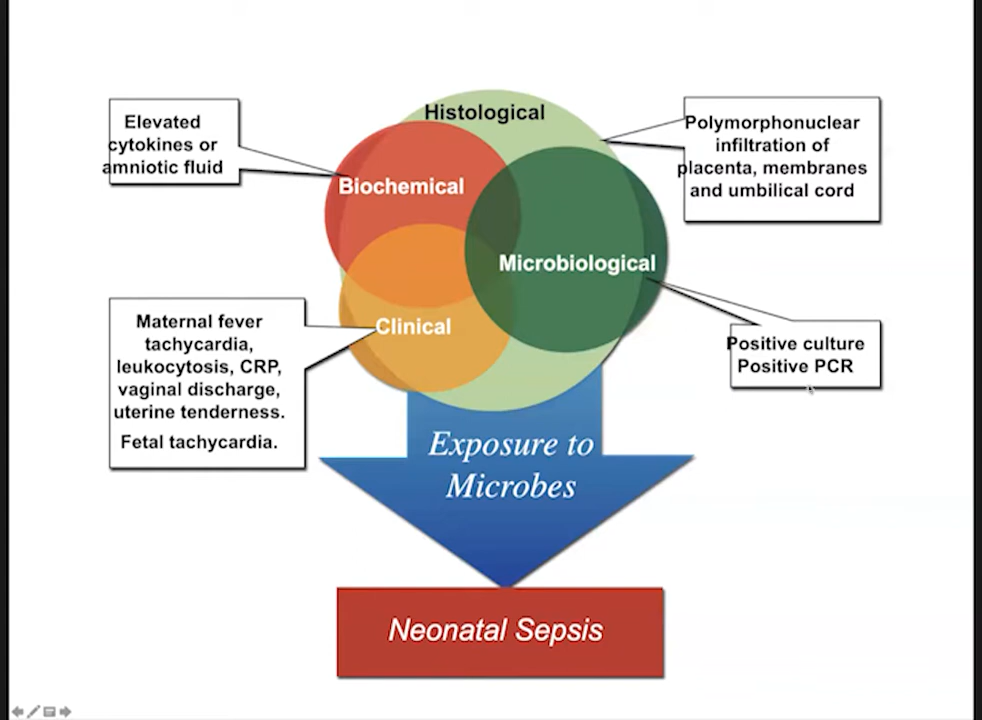 Histological
Elevated
cytokines or
amniotic fluid
Polymorphonuclear
infiltration of
placenta, membranes
and umbilical cord
Biochemical
Microbiological
Clinical
Maternal fever
tachycardia,
leukocytosis, CRP,
vaginal discharge,
uterine tenderness.
Fetal tachycardia.
Positive culture
Positive PCR
Exposure to
Microbes
Neonatal Sepsis